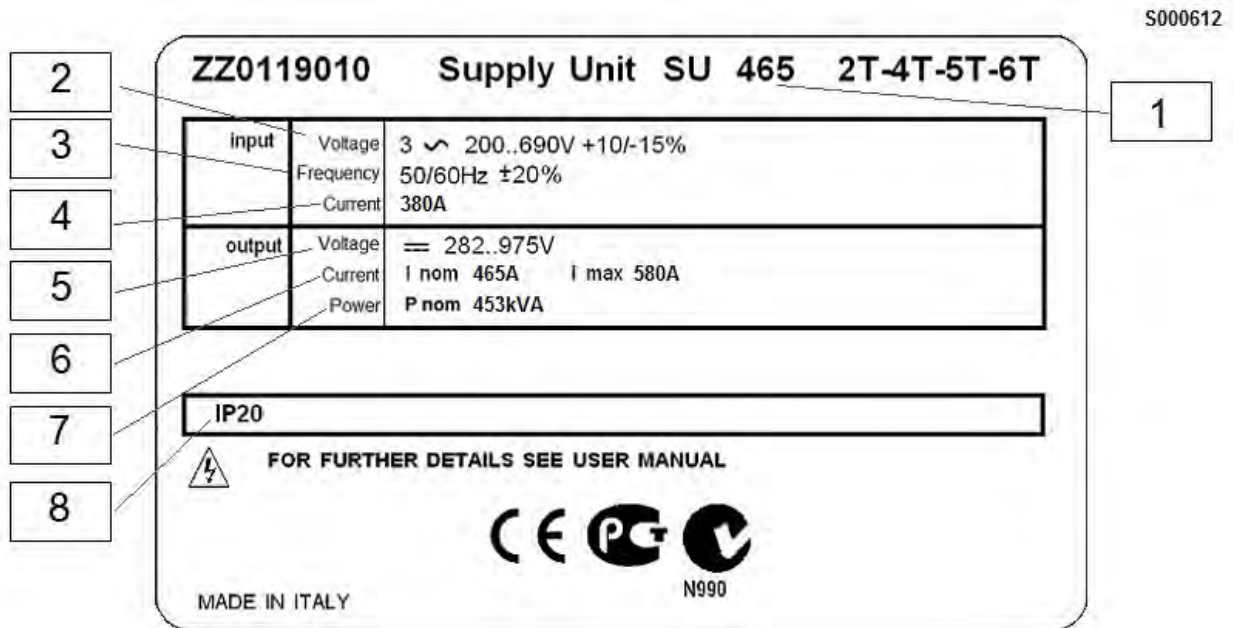 S000612
ZZ0119010 Supply Unit SU 465 2T-4T-5T-6T
1
2
3
4
5
6
7
8
input Voltage 3 ~ 200..690V +10/-15%
Frequency 50/60Hz ±20%
Current 380A
output Voltage 282..975V
Current I nom 465A I max 580A
Power P nom 453kVA
IP20
FOR FURTHER DETAILS SEE USER MANUAL
CE PCT
N990
MADE IN ITALY